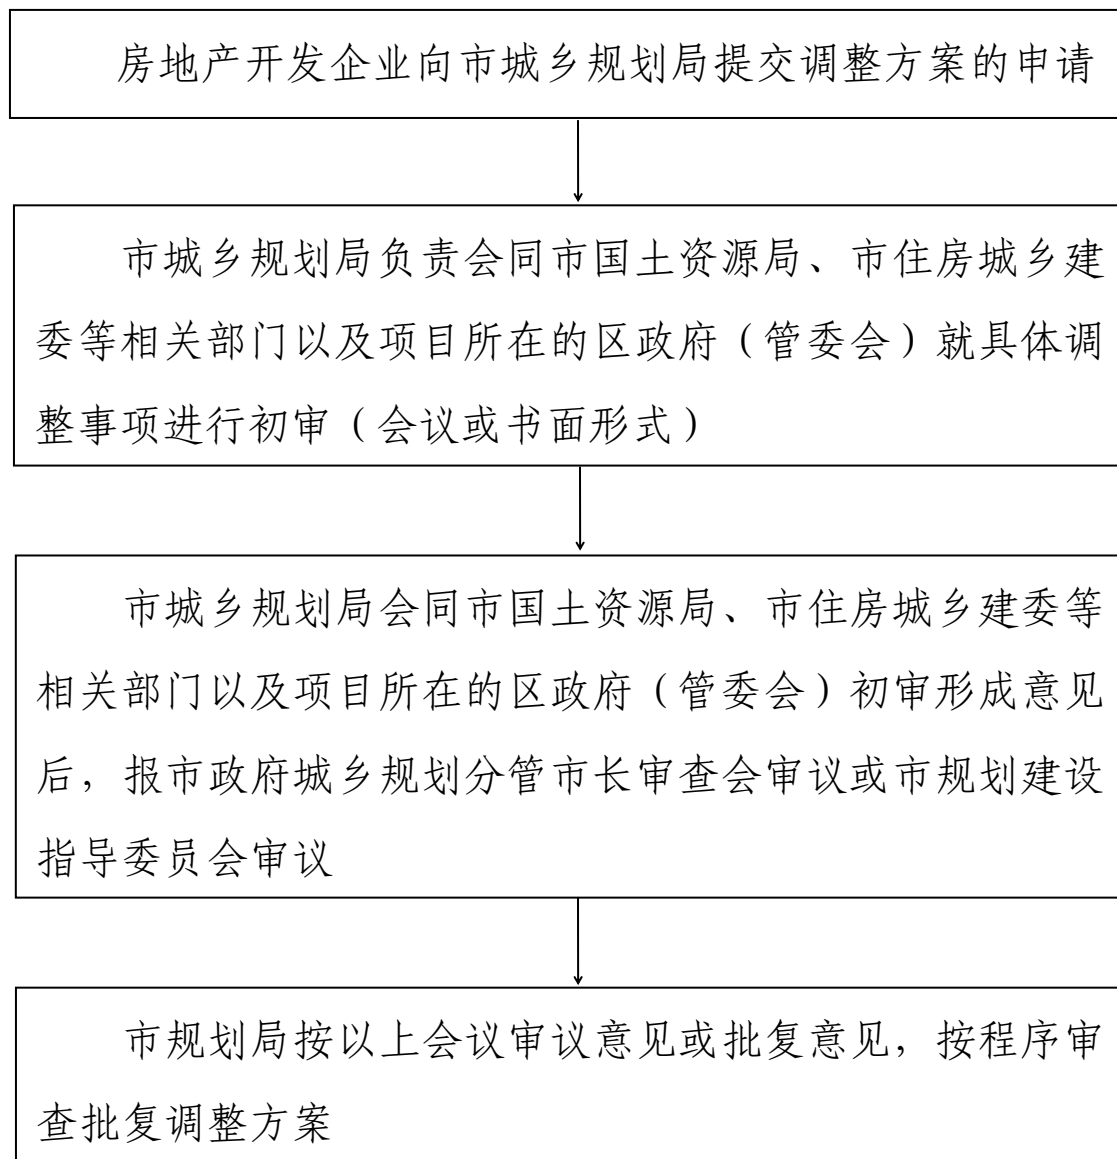 房地产开发企业向市城乡规划局提交调整方案的申请
市城乡规划局负责会同市国土资源局、市住房城乡建
委等相关部门以及项目所在的区政府（管委会）就具体调
整事项进行初审（会议或书面形式）
市城乡规划局会同市国土资源局、市住房城乡建委等
相关部门以及项目所在的区政府（管委会）初审形成意见
后，报市政府城乡规划分管市长审查会审议或市规划建设
指导委员会审议
市规划局按以上会议审议意见或批复意见，按程序审
查批复调整方案